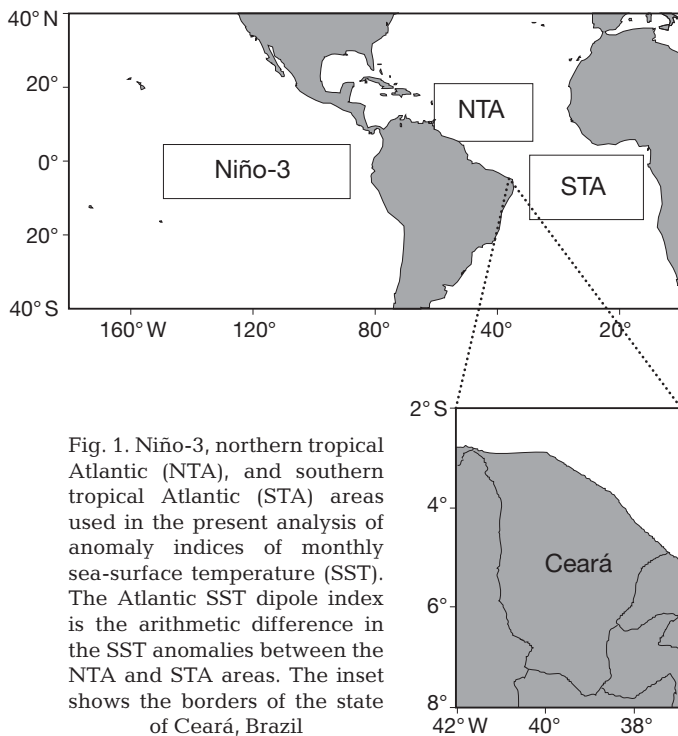 40° N
20°
0°
20°
40° S
Niño-3
NTA
STA
160° W
120°
80°
40°
20°
Fig. 1. Niño-3, northern tropical
Atlantic (NTA), and southern
tropical Atlantic (STA) areas
used in the present analysis of
anomaly indices of monthly
sea-surface temperature (SST).
The Atlantic SST dipole index
is the arithmetic difference in
the SST anomalies between the
NTA and STA areas. The inset
shows the borders of the state
of Ceará, Brazil
2° S
4°
6°
8°
Ceará
42° W
40°
38°